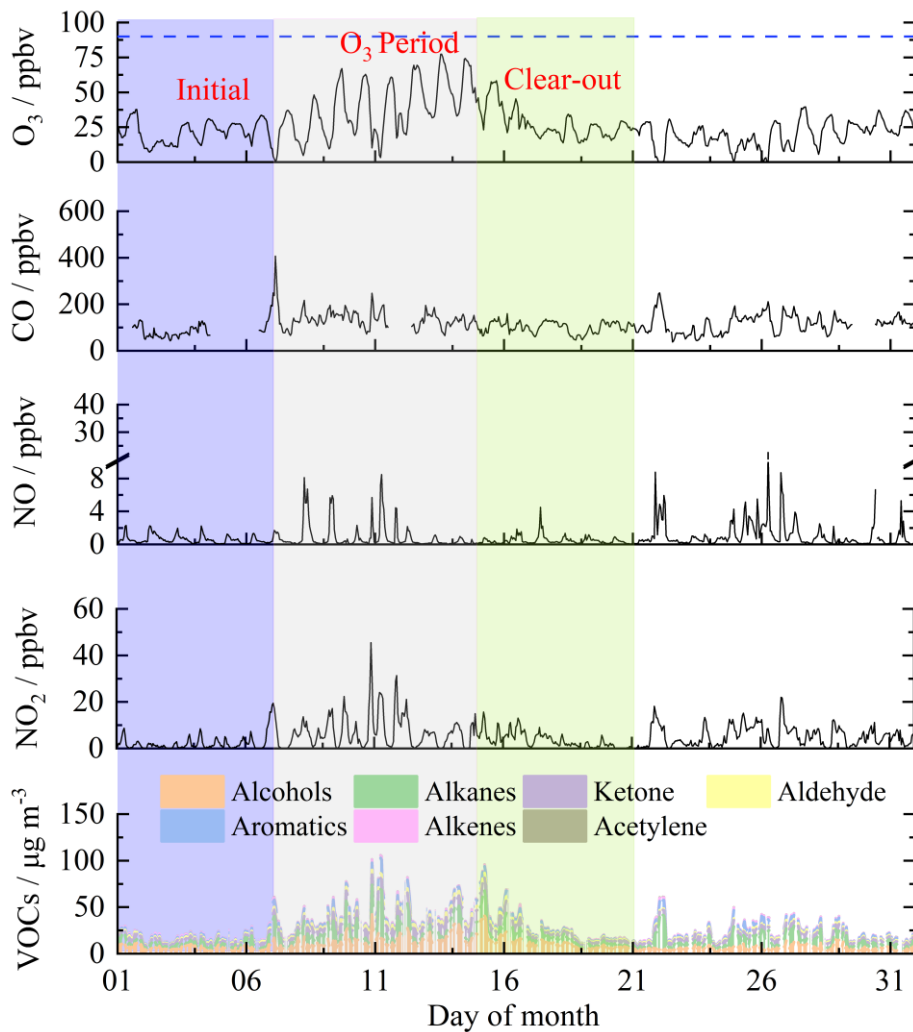 100
75
50
25
0
O₃ / ppbv
Initial
O₃ Period
Clear-out
600
400
200
0
CO / ppbv
40
30
8
4
0
NO / ppbv
60
40
20
0
NO₂ / ppbv
Alcohols Alkanes Ketone Aldehyde
Aromatics Alkenes Acetylene
150
100
50
0
VOCs / μg m⁻³
01 06 11 16 21 26 31
Day of month